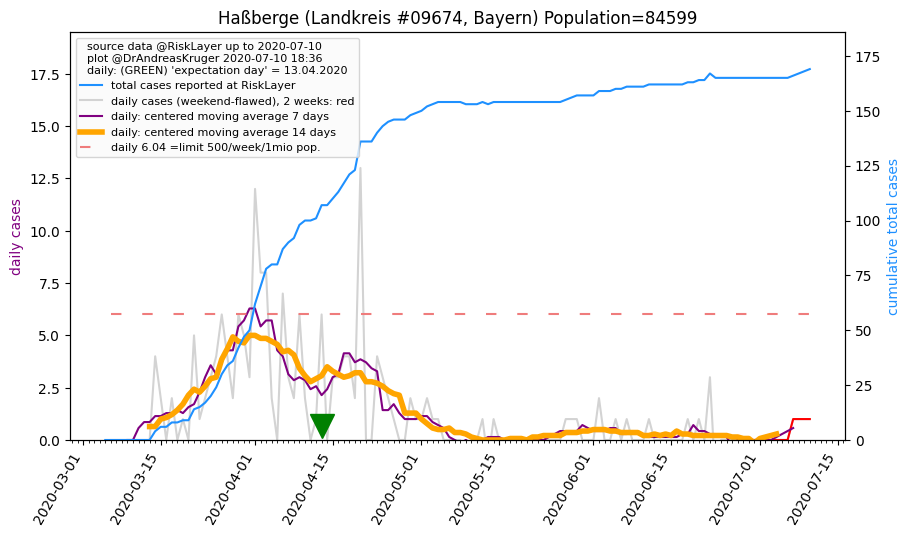 Haßberge (Landkreis #09674, Bayern) Population=84599
source data @RiskLayer up to 2020-07-10
plot @DrAndreasKruger 2020-07-10 18:36
daily: (GREEN) 'expectation day' = 13.04.2020
total cases reported at RiskLayer
daily cases (weekend-flawed), 2 weeks: red
daily: centered moving average 7 days
daily: centered moving average 14 days
daily 6.04 =limit 500/week/1mio pop.
daily cases
17.5
15.0
12.5
10.0
7.5
5.0
2.5
0.0
cumulative total cases
175
150
125
100
75
50
25
0
2020-03-01
2020-03-15
2020-04-01
2020-04-15
2020-05-01
2020-05-15
2020-06-01
2020-06-15
2020-07-01
2020-07-15